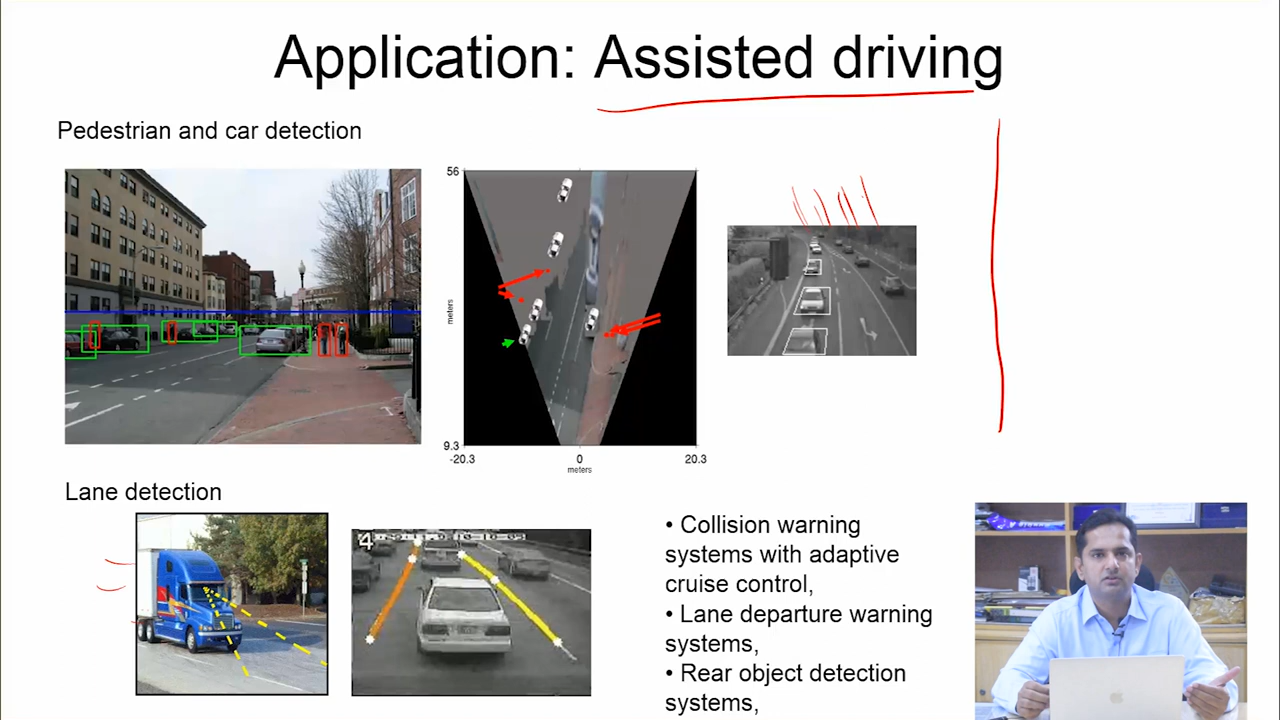 Application: Assisted driving
Pedestrian and car detection
56
meters
9.3
-20.3
0
20.3
meters
Lane detection
4
• Collision warning
systems with adaptive
cruise control,
• Lane departure warning
systems,
• Rear object detection
systems,